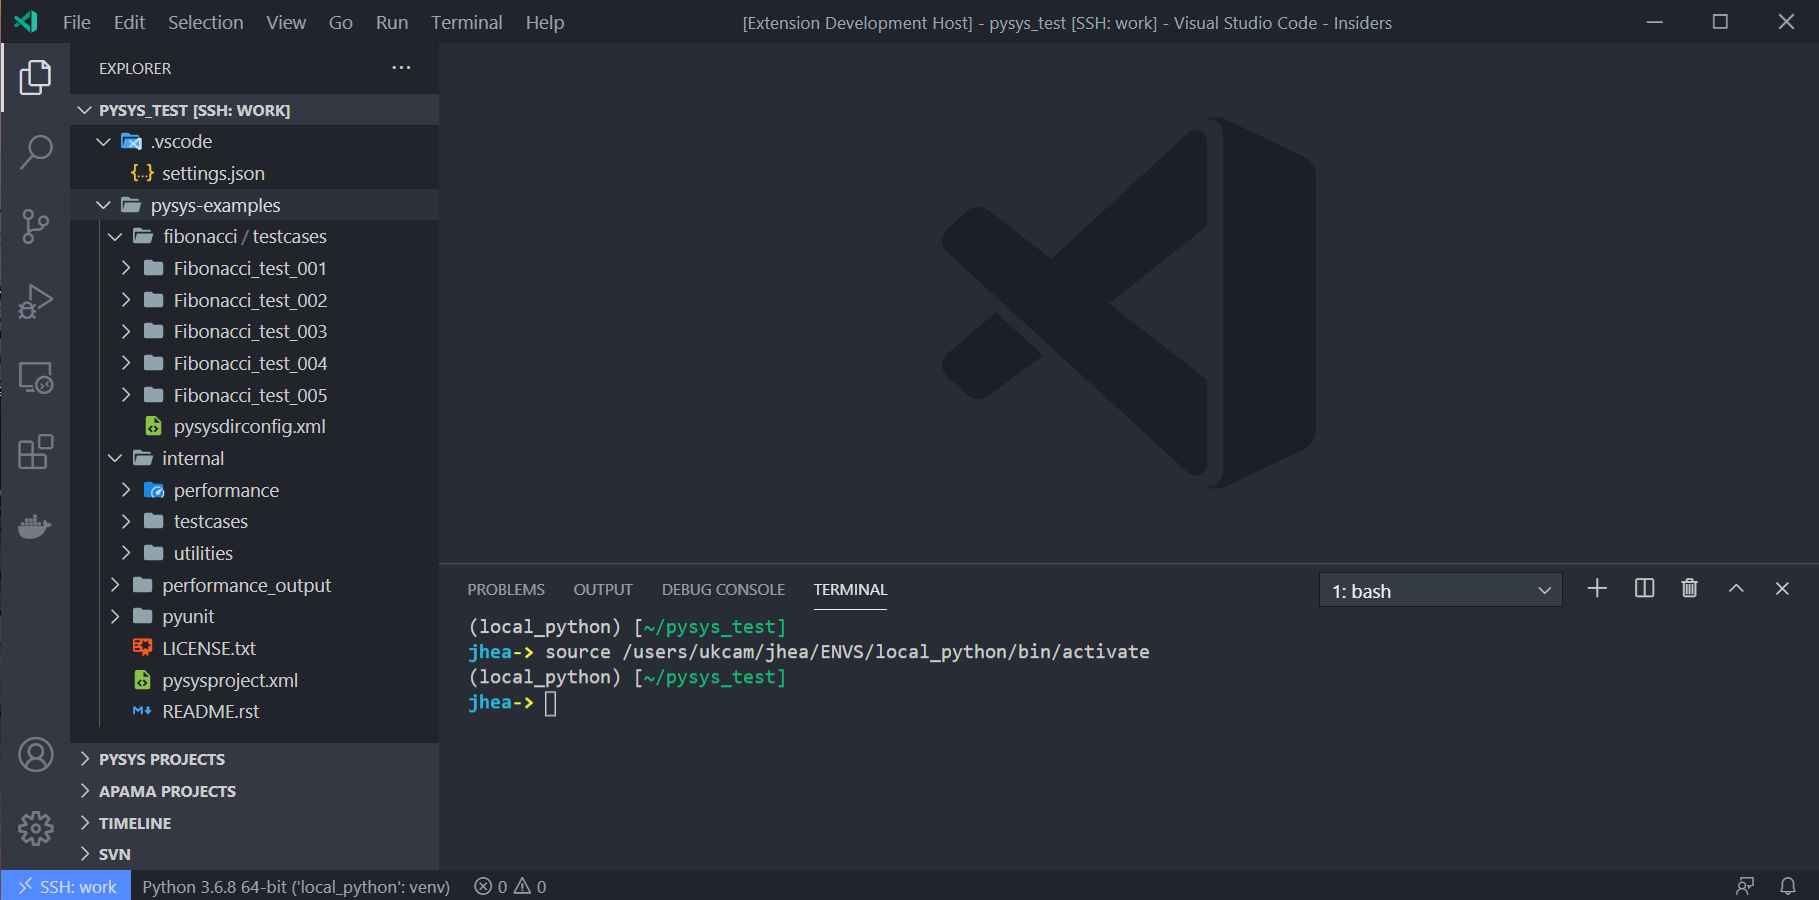 File Edit Selection View Go Run Terminal Help [Extension Development Host] - pysys_test [SSH: work] - Visual Studio Code - Insiders
EXPLORER
PYSYS_TEST [SSH: WORK]
.vscode
{..} settings.json
pysys-examples
fibonacci / testcases
Fibonacci_test_001
Fibonacci_test_002
Fibonacci_test_003
Fibonacci_test_004
Fibonacci_test_005
pysysdirconfig.xml
internal
performance
testcases
utilities
performance_output
pyunit
LICENSE.txt
pysysproject.xml
README.rst
PYSYS PROJECTS
APAMA PROJECTS
TIMELINE
SVN
PROBLEMS OUTPUT DEBUG CONSOLE TERMINAL 1: bash
(local_python) [~/pysys_test]
jhea-> source /users/ukcam/jhea/ENVS/local_python/bin/activate
(local_python) [~/pysys_test]
jhea->
SSH: work Python 3.6.8 64-bit ('local_python': venv) 0 0